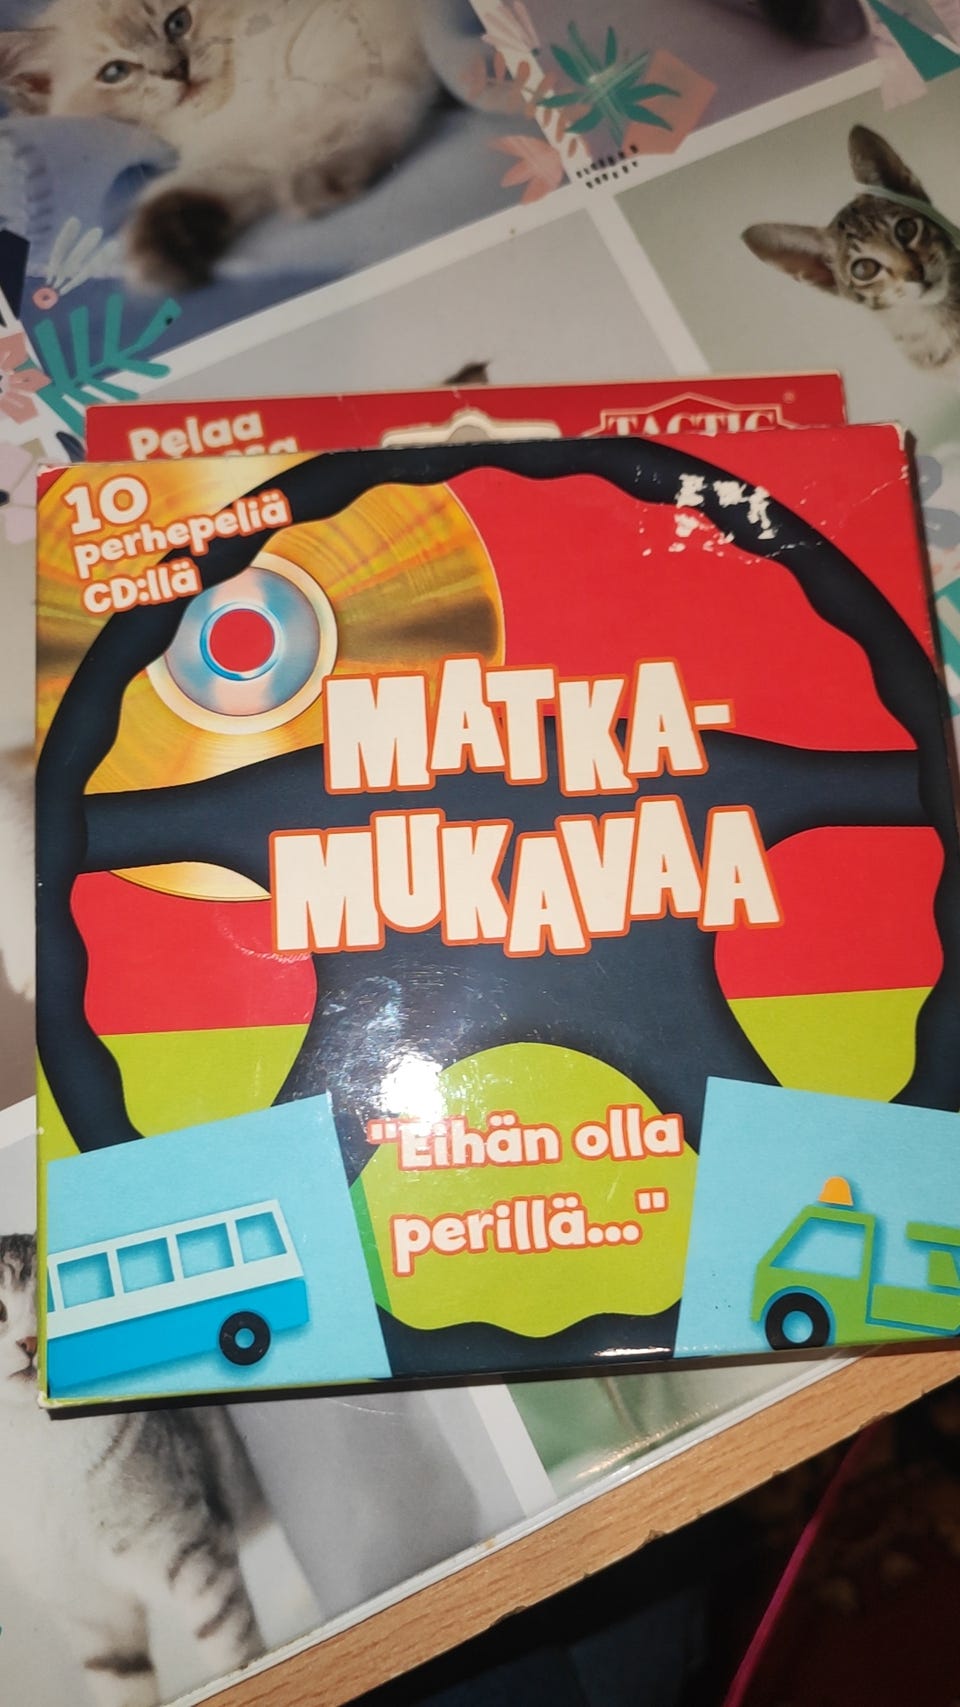 Pelaa
TACTIC
®
10
perhepeliä
CD:llä
MATKA-
MUKAVAA
"Eihän olla
perillä..."